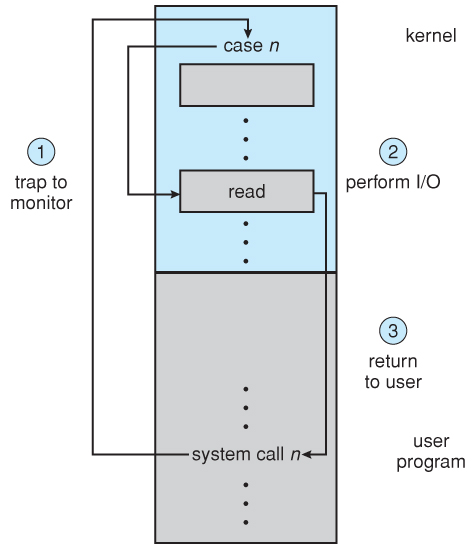 kernel
case n
1
trap to
monitor
2
perform I/O
read
3
return
to user
system call n
user
program